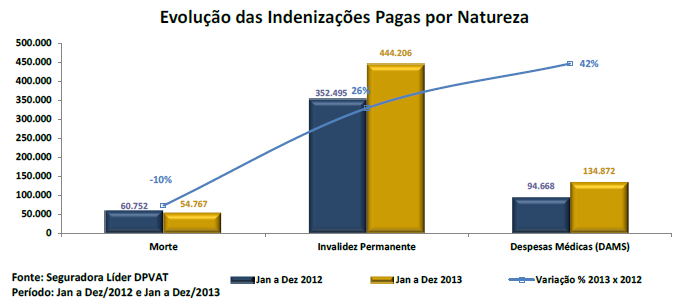 Evolução das Indenizações Pagas por Natureza
500.000
450.000
400.000
350.000
300.000
250.000
200.000
150.000
100.000
50.000
0
60.752
-10%
54.767
352.495
26%
444.206
94.668
42%
134.872
Morte
Invalidez Permanente
Despesas Médicas (DAMS)
Fonte: Seguradora Líder DPVAT
Período: Jan a Dez/2012 e Jan a Dez/2013
Jan a Dez 2012
Jan a Dez 2013
Variação % 2013 x 2012